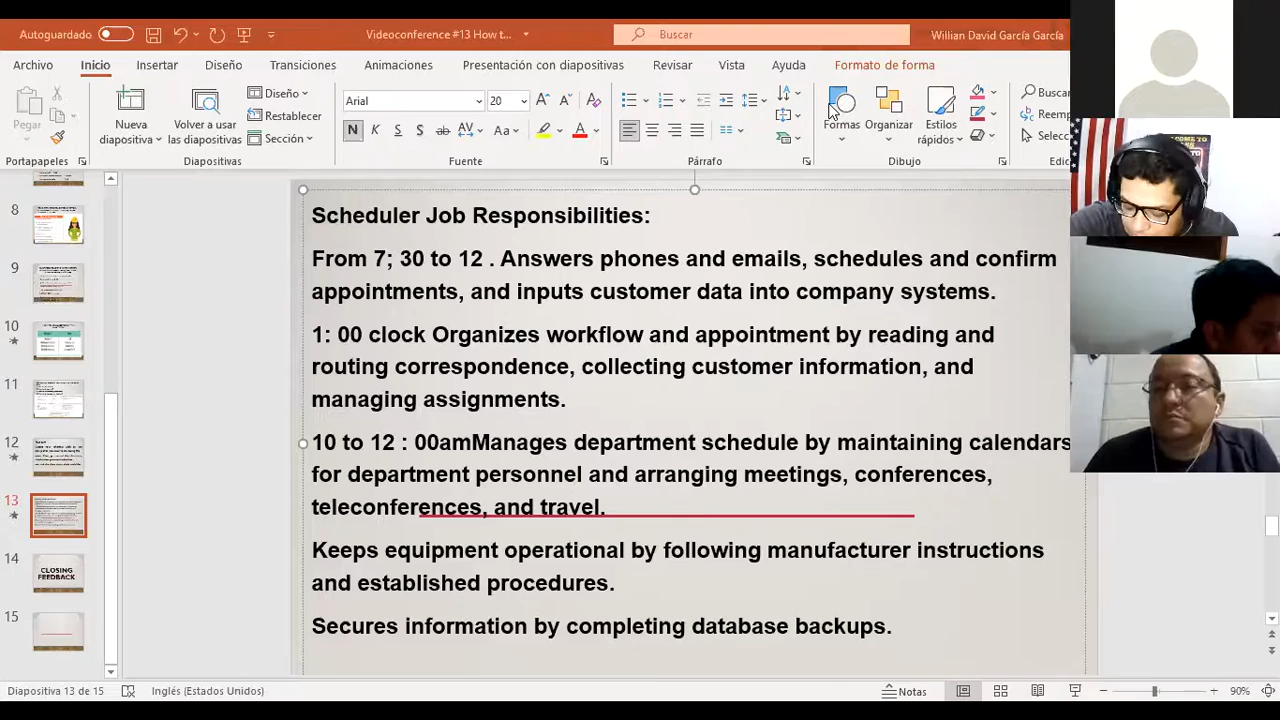 Autoguardado
Videoconference #13 How t...
Buscar
Willian David García García
Archivo
Inicio
Insertar
Diseño
Transiciones
Animaciones
Presentación con diapositivas
Revisar
Vista
Ayuda
Formato de forma
Pegar
Nueva
diapositiva
Volver a usar
las diapositivas
Diseño
Restablecer
Sección
Arial
20
N
K
S
ab
AV
Aa
A
Formas
Organizar
Estilos
rápidos
Buscar
Reem
Selecc
Portapapeles
Diapositivas
Fuente
Párrafo
Dibujo
Edi
8
9
10
11
12
13
14
CLOSING
FEEDBACK
15
Scheduler Job Responsibilities:
From 7; 30 to 12 . Answers phones and emails, schedules and confirm
appointments, and inputs customer data into company systems.
1: 00 clock Organizes workflow and appointment by reading and
routing correspondence, collecting customer information, and
managing assignments.
10 to 12 : 00amManages department schedule by maintaining calendars
for department personnel and arranging meetings, conferences,
teleconferences, and travel.
Keeps equipment operational by following manufacturer instructions
and established procedures.
Secures information by completing database backups.
Diapositiva 13 de 15
Inglés (Estados Unidos)
Notas
90%